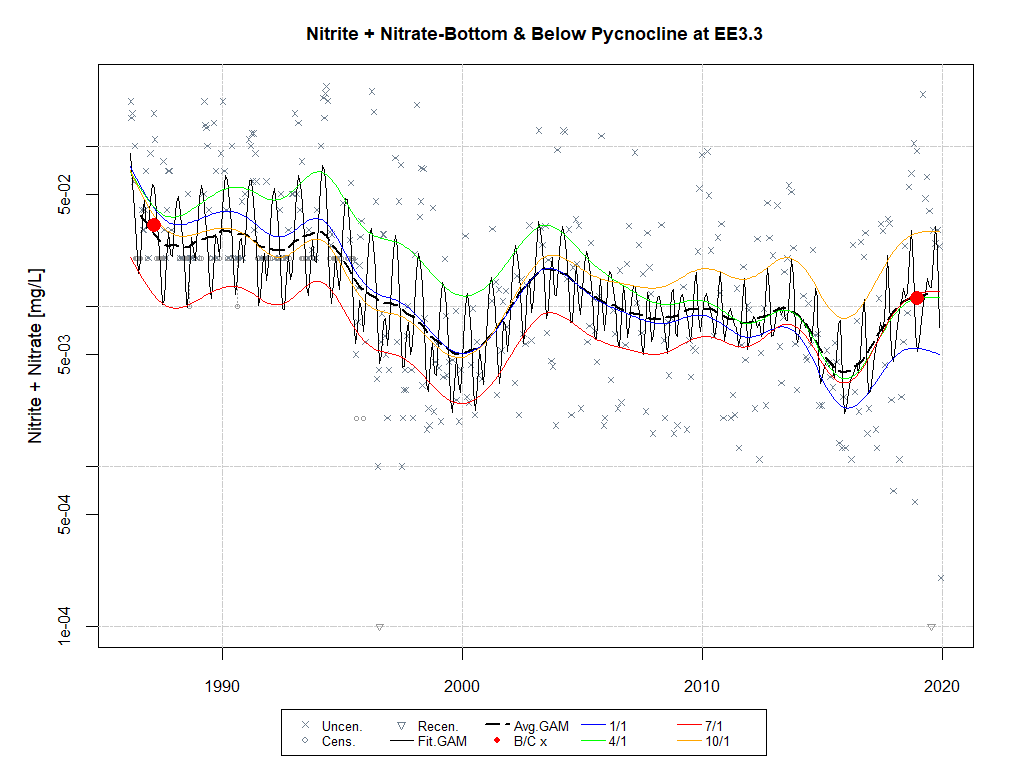 Nitrite + Nitrate-Bottom & Below Pycnocline at EE3.3
Nitrite + Nitrate [mg/L]
5e-02
5e-03
5e-04
1e-04
1990 2000 2010 2020
Uncen. Recen. Avg.GAM 1/1 7/1
Cens. Fit.GAM B/C x 4/1 10/1